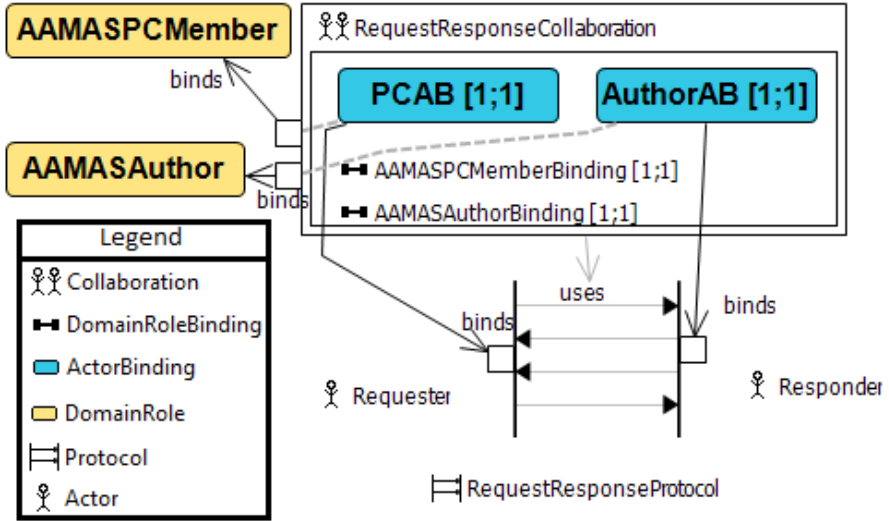 AAMASPCMember
RequestResponseCollaboration
binds
PCAB [1;1]
AuthorAB [1;1]
AAMASAuthor
AAMASPCMemberBinding [1;1]
binds
AAMASAuthorBinding [1;1]
Legend
Collaboration
DomainRoleBinding
ActorBinding
DomainRole
Protocol
Actor
uses
binds
binds
Requester
Responder
RequestResponseProtocol